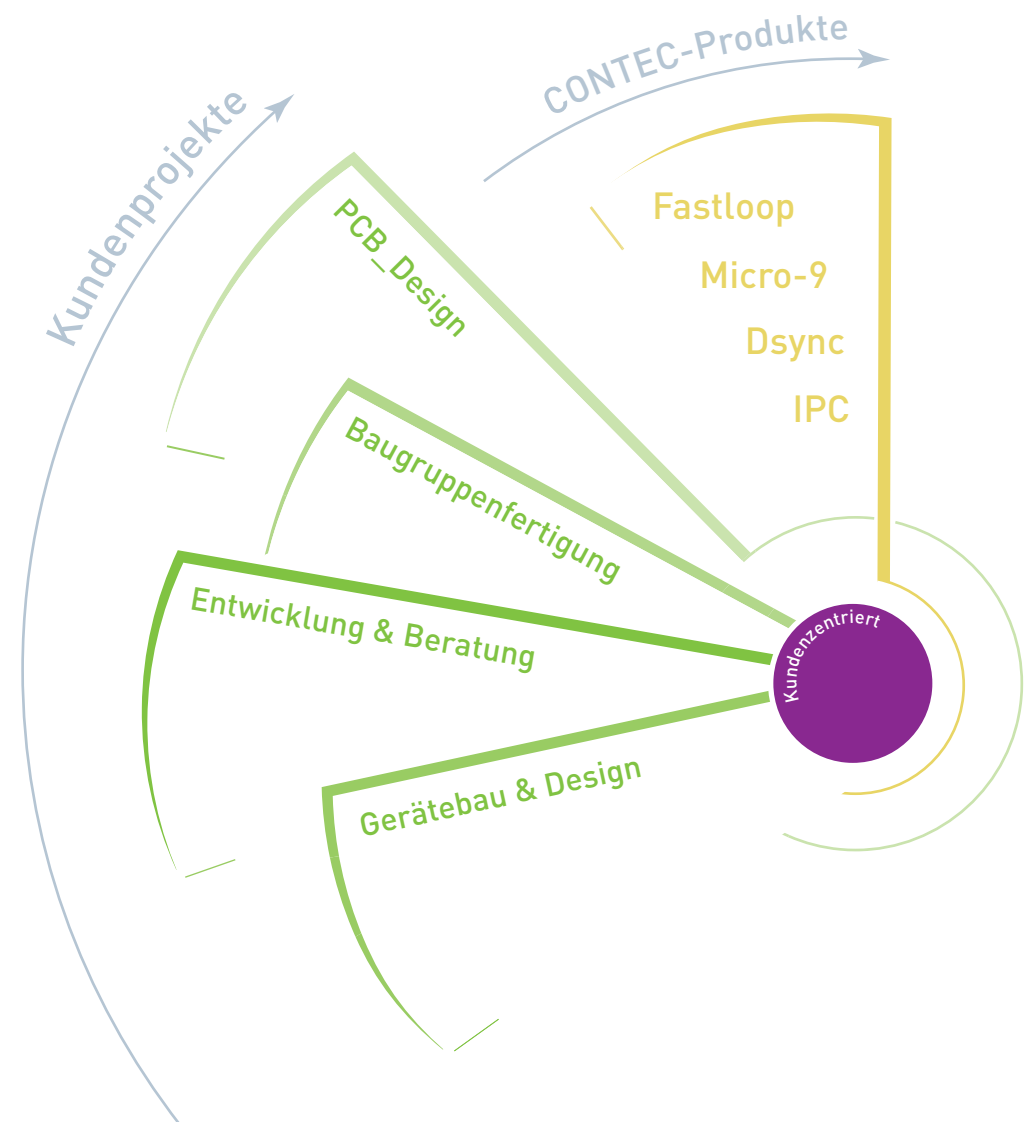 CONTEC-Produkte
Kundenprojekte
Fastloop
Micro-9
Dsync
IPC
PCB_Design
Baugruppenfertigung
Entwicklung & Beratung
Gerätebau & Design
Kundenzentriert